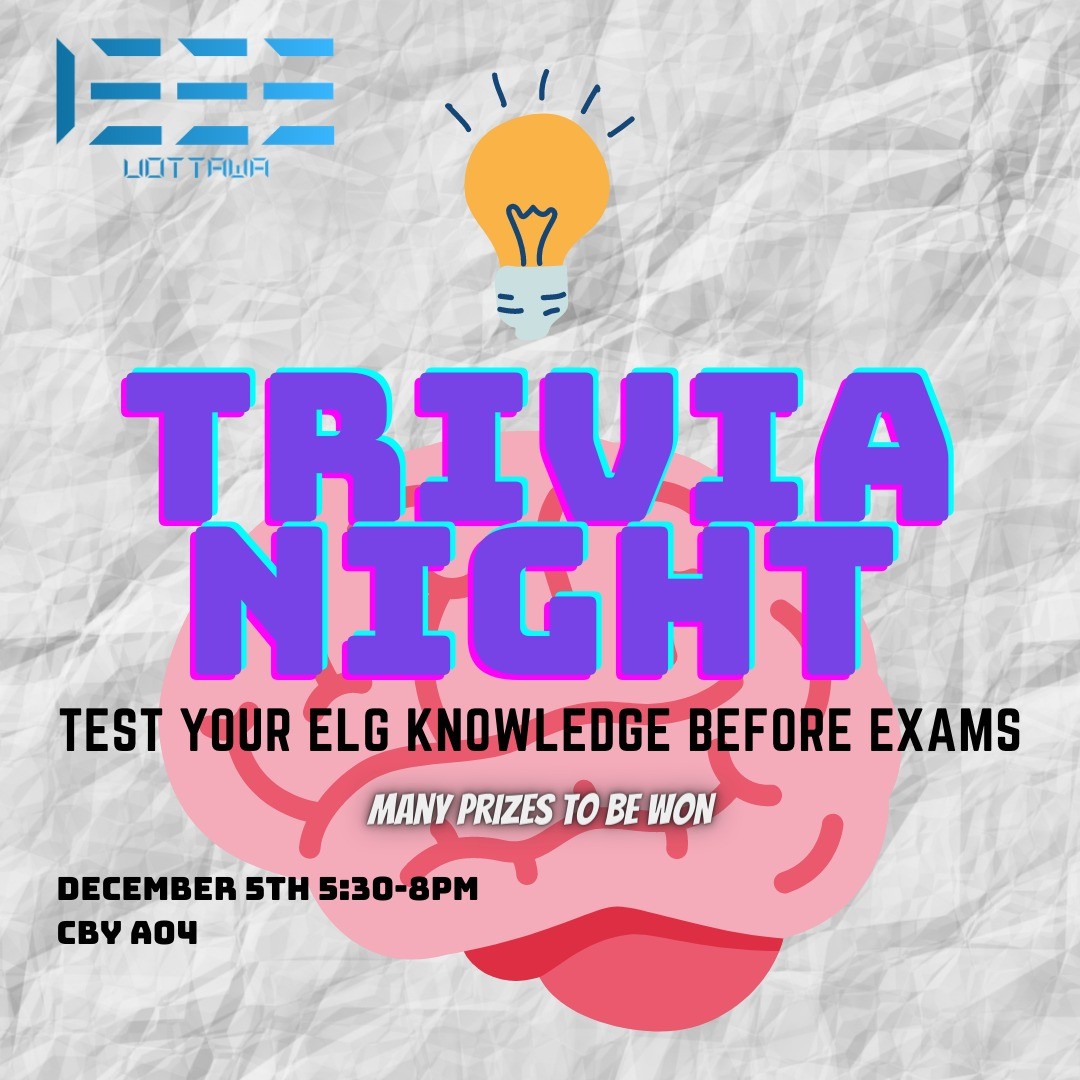 IEEE
UOTTAWA
TRIVIA
NIGHT
TEST YOUR ELG KNOWLEDGE BEFORE EXAMS
MANY PRIZES TO BE WON
DECEMBER 5TH 5:30-8PM
CBY A04